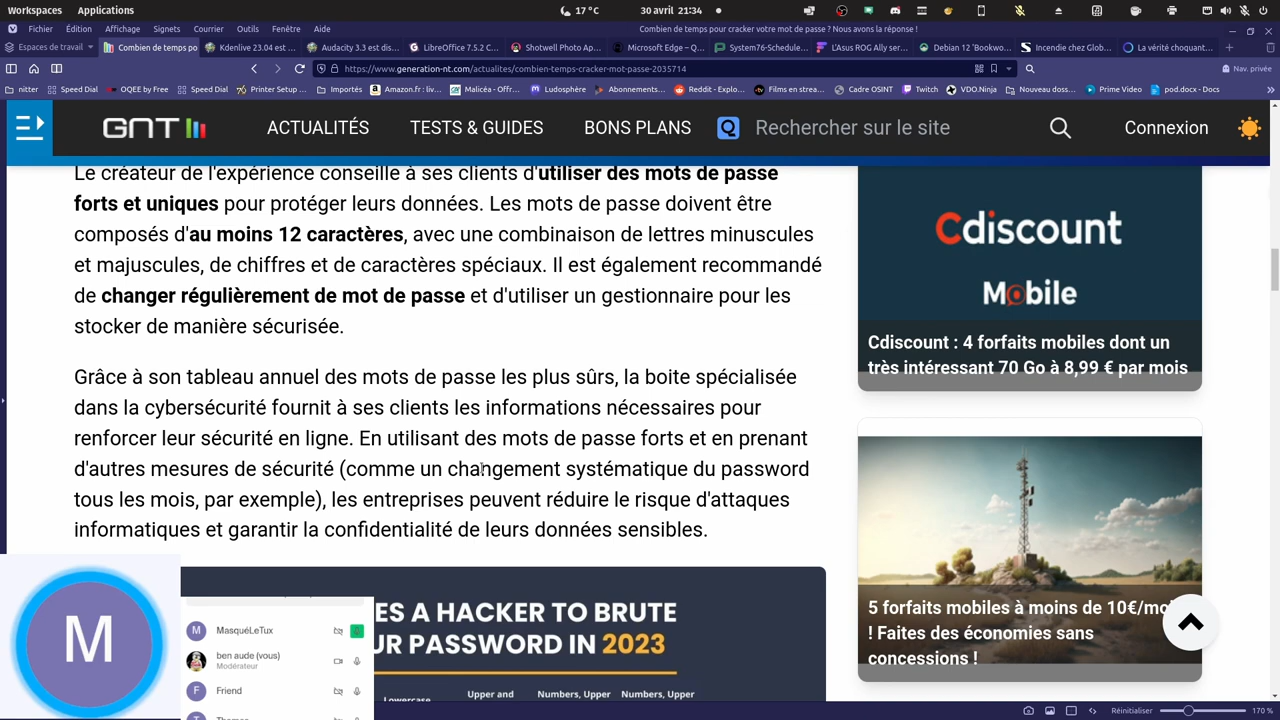 Workspaces Applications 17 °C 30 avril 21:34
Fichier Édition Affichage Signets Courrier Outils Fenêtre Aide Combien de temps pour cracker votre mot de passe ? Nous avons la réponse !
Espaces de travail Combien de temps po Kdenlive 23.04 est Audacity 3.3 est dis... LibreOffice 7.5.2 C... Shotwell Photo Ap... Microsoft Edge – Q... System76-Schedule... L'Asus ROG Ally ser... Debian 12 'Bookwo... Incendie chez Glob... La vérité choquant...
https://www.generation-nt.com/actualites/combien-temps-cracker-mot-passe-2035714 Nav. privée
nitter Speed Dial OQEE by Free Speed Dial Printer Setup ... Importés Amazon.fr : liv... Malicéa - Offr... Ludosphère Abonnements... Reddit - Explo... Films en strea... Cadre OSINT Twitch VDO.Ninja Nouveau doss... Prime Video pod.docx - Docs
GNT ACTUALITÉS TESTS & GUIDES BONS PLANS Q Rechercher sur le site Connexion
Le créateur de l'expérience conseille à ses clients d'utiliser des mots de passe
forts et uniques pour protéger leurs données. Les mots de passe doivent être
composés d'au moins 12 caractères, avec une combinaison de lettres minuscules
et majuscules, de chiffres et de caractères spéciaux. Il est également recommandé
de changer régulièrement de mot de passe et d'utiliser un gestionnaire pour les
stocker de manière sécurisée.
Grâce à son tableau annuel des mots de passe les plus sûrs, la boite spécialisée
dans la cybersécurité fournit à ses clients les informations nécessaires pour
renforcer leur sécurité en ligne. En utilisant des mots de passe forts et en prenant
d'autres mesures de sécurité (comme un changement systématique du password
tous les mois, par exemple), les entreprises peuvent réduire le risque d'attaques
informatiques et garantir la confidentialité de leurs données sensibles.
ES A HACKER TO BRUTE
UR PASSWORD IN 2023
Lowercase Upper and Numbers, Upper Numbers, Upper
Cdiscount
Mobile
Cdiscount : 4 forfaits mobiles dont un
très intéressant 70 Go à 8,99 € par mois
5 forfaits mobiles à moins de 10€/mo
! Faites des économies sans
concessions !
M
M MasquéLeTux
ben aude (vous)
Modérateur
F Friend
Réinitialiser 170 %